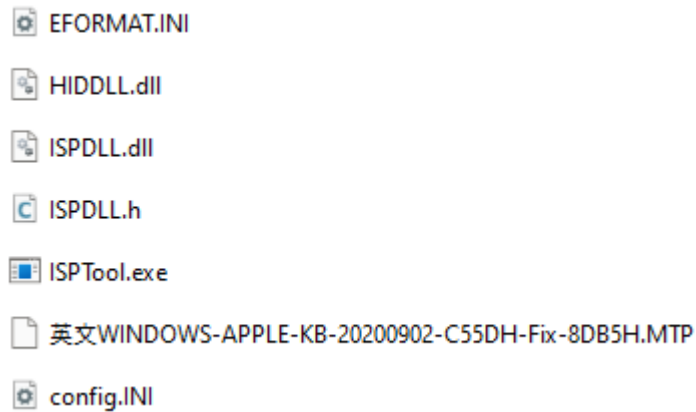 EFORMAT.INI
HIDDLL.dll
ISPDLL.dll
ISPDLL.h
ISPTool.exe
英文WINDOWS-APPLE-KB-20200902-C55DH-Fix-8DB5H.MTP
config.INI